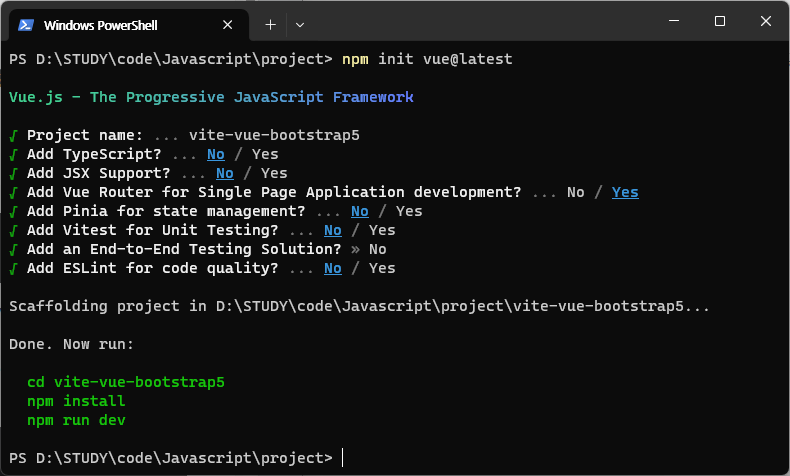 Windows PowerShell
PS D:\STUDY\code\Javascript\project> npm init vue@latest
Vue.js - The Progressive JavaScript Framework
√ Project name: ... vite-vue-bootstrap5
√ Add TypeScript? ... No / Yes
√ Add JSX Support? ... No / Yes
√ Add Vue Router for Single Page Application development? ... No / Yes
√ Add Pinia for state management? ... No / Yes
√ Add Vitest for Unit Testing? ... No / Yes
√ Add an End-to-End Testing Solution? » No
√ Add ESLint for code quality? ... No / Yes
Scaffolding project in D:\STUDY\code\Javascript\project\vite-vue-bootstrap5...
Done. Now run:
cd vite-vue-bootstrap5
npm install
npm run dev
PS D:\STUDY\code\Javascript\project>